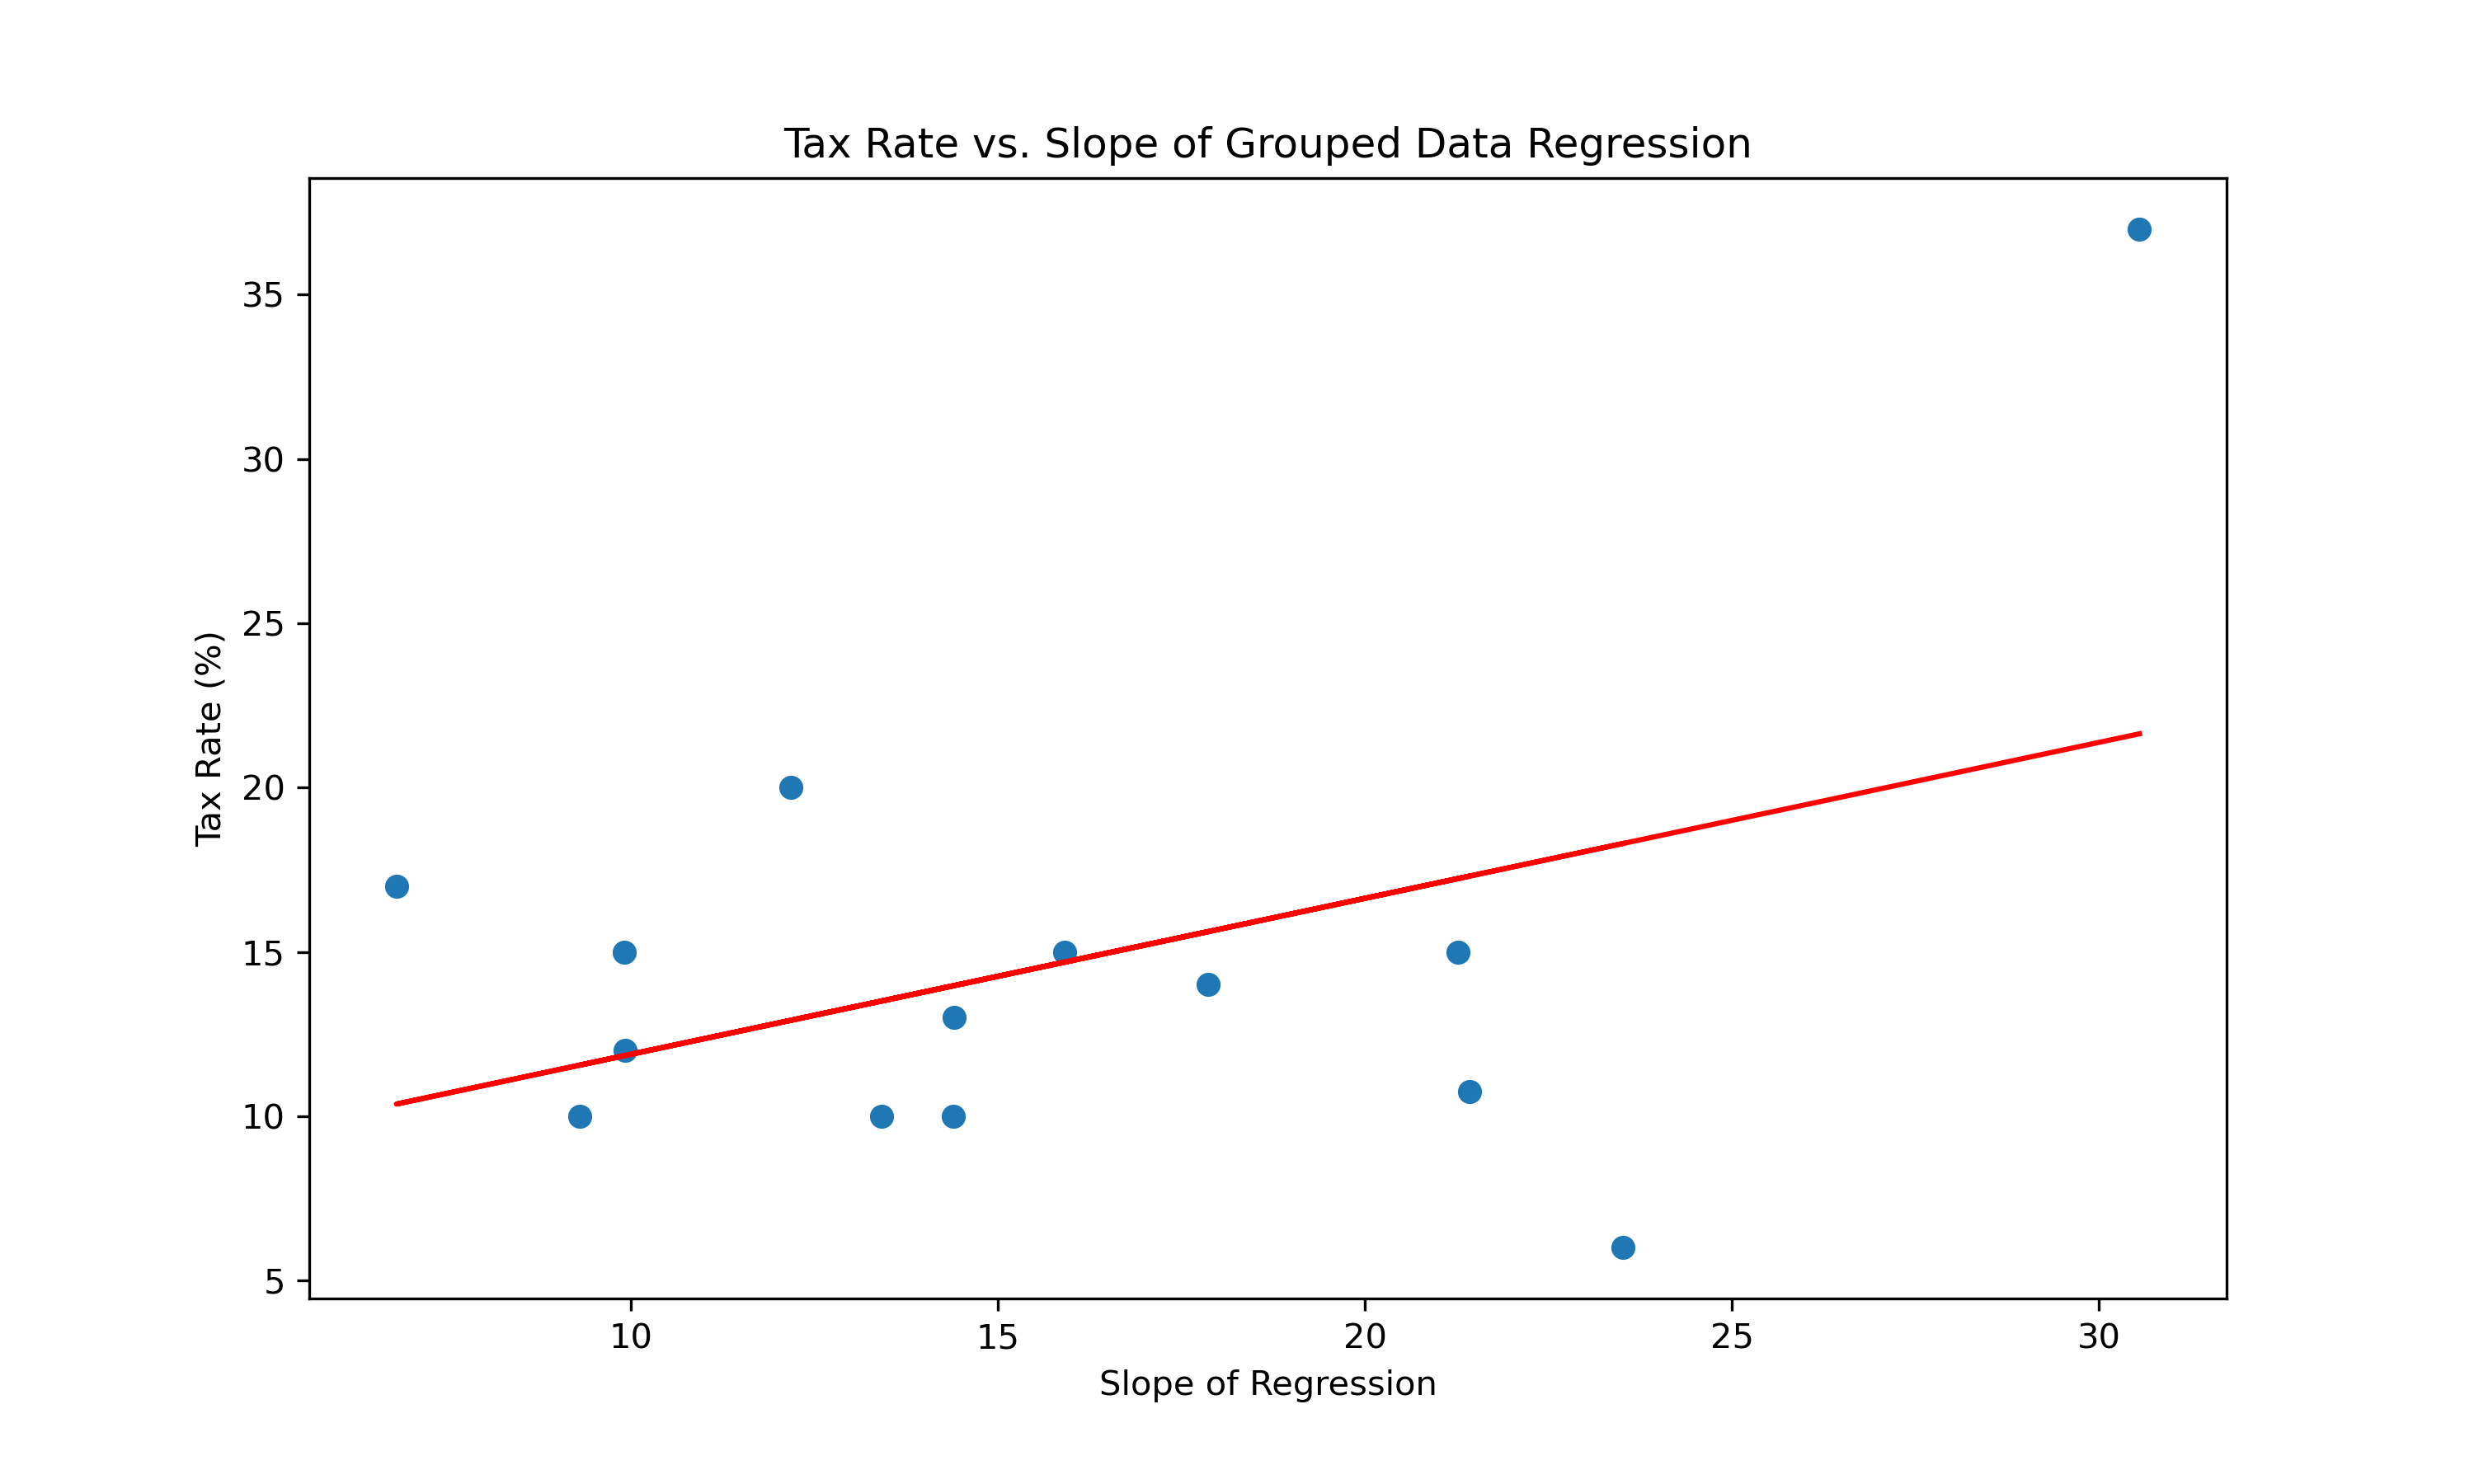 Tax Rate vs. Slope of Grouped Data Regression
Tax Rate (%)
35
30
25
20
15
10
5
10 15 20 25 30
Slope of Regression